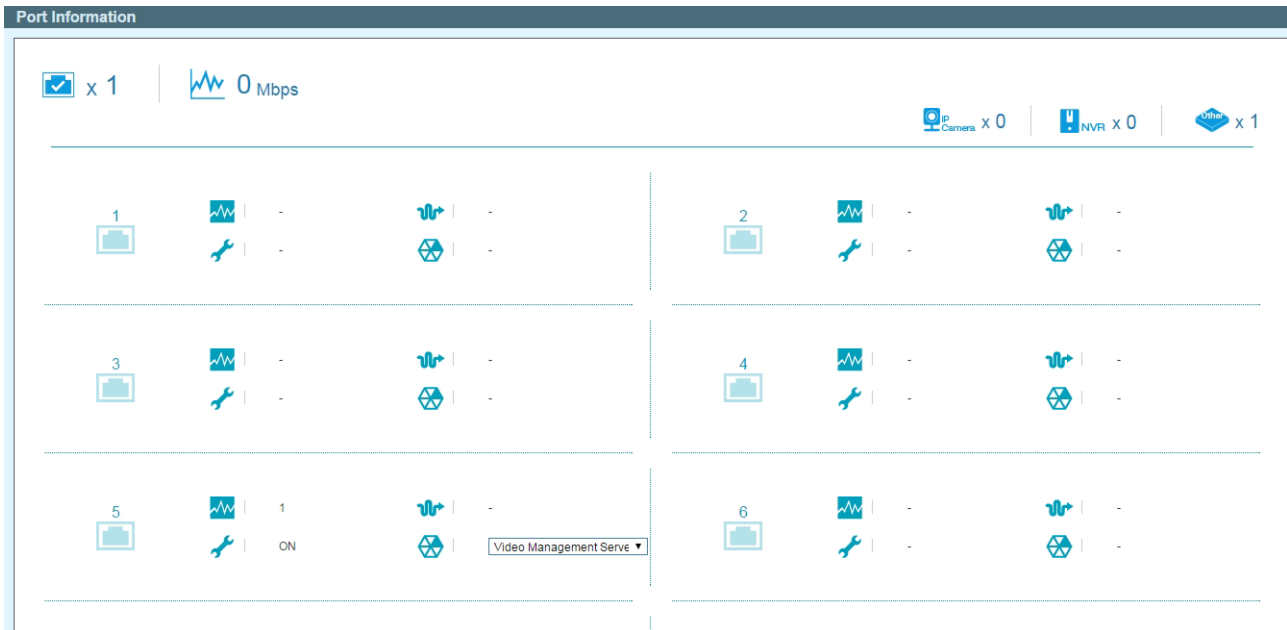 Port Information
x 1 0 Mbps
IP Camera x 0 NVR x 0 Other x 1
1 - - 2 - -
- - - -
3 - - 4 - -
- - - -
5 1 - 6 - -
ON Video Management Serve - -